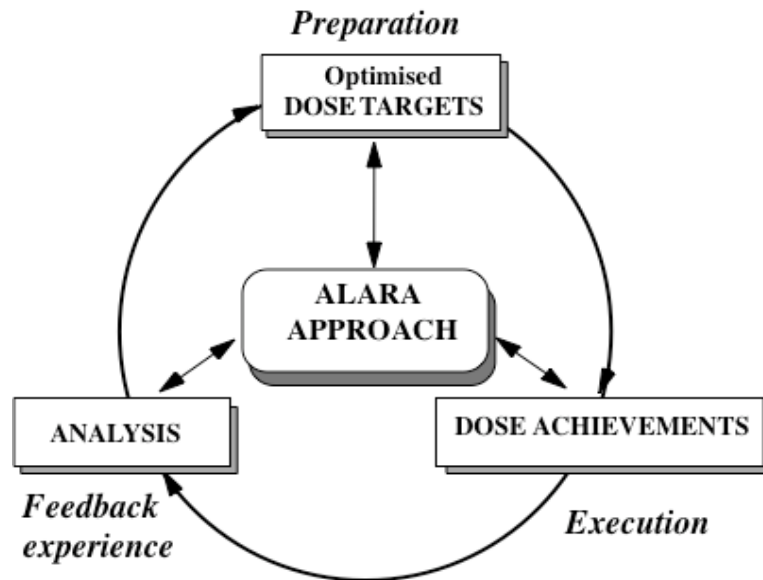 Preparation
Optimised
DOSE TARGETS
ALARA
APPROACH
ANALYSIS
DOSE ACHIEVEMENTS
Feedback
experience
Execution